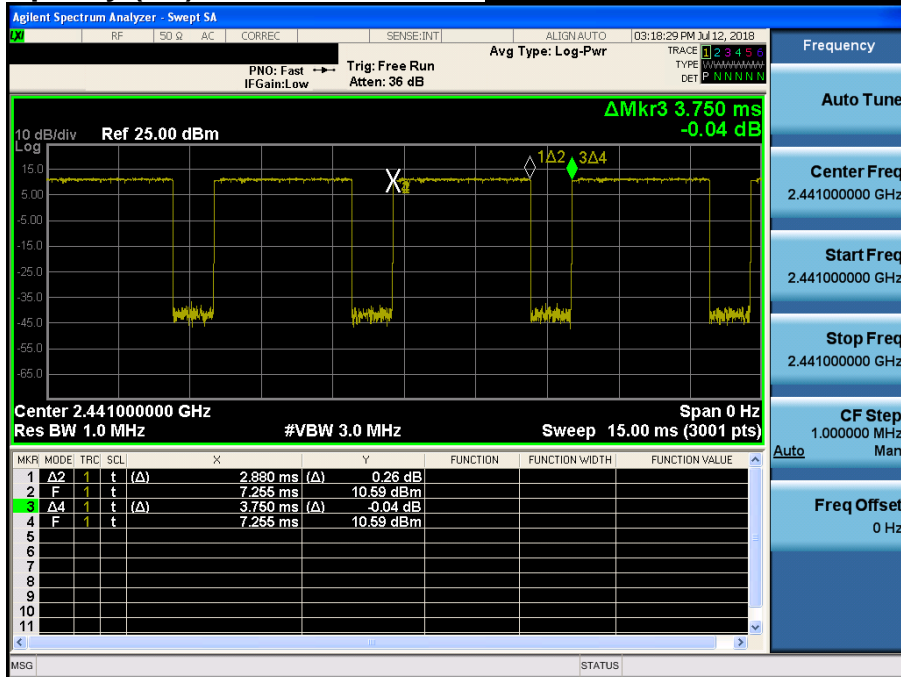 Agilent Spectrum Analyzer - Swept SA
LXI RF 50 Ω AC CORREC SENSE:INT ALIGN AUTO 03:18:29 PM Jul 12, 2018
Avg Type: Log-Pwr TRACE 1 2 3 4 5 6
PNO: Fast Trig: Free Run TYPE
IFGain:Low Atten: 36 dB DET P N N N N N
ΔMkr3 3.750 ms
10 dB/div Ref 25.00 dBm -0.04 dB
Log
1Δ2 3Δ4
15.0
X
5.00
-5.00
-15.0
-25.0
-35.0
-45.0
-55.0
-65.0
Center 2.441000000 GHz Span 0 Hz
Res BW 1.0 MHz #VBW 3.0 MHz Sweep 15.00 ms (3001 pts)
MKR MODE TRC SCL X Y FUNCTION FUNCTION WIDTH FUNCTION VALUE
1 Δ2 1 t (Δ) 2.880 ms (Δ) 0.26 dB
2 F 1 t 7.255 ms 10.59 dBm
3 Δ4 1 t (Δ) 3.750 ms (Δ) -0.04 dB
4 F 1 t 7.255 ms 10.59 dBm
5
6
7
8
9
10
11
MSG STATUS
Frequency
Auto Tune
Center Freq
2.441000000 GHz
Start Freq
2.441000000 GHz
Stop Freq
2.441000000 GHz
CF Step
1.000000 MHz
Auto Man
Freq Offset
0 Hz